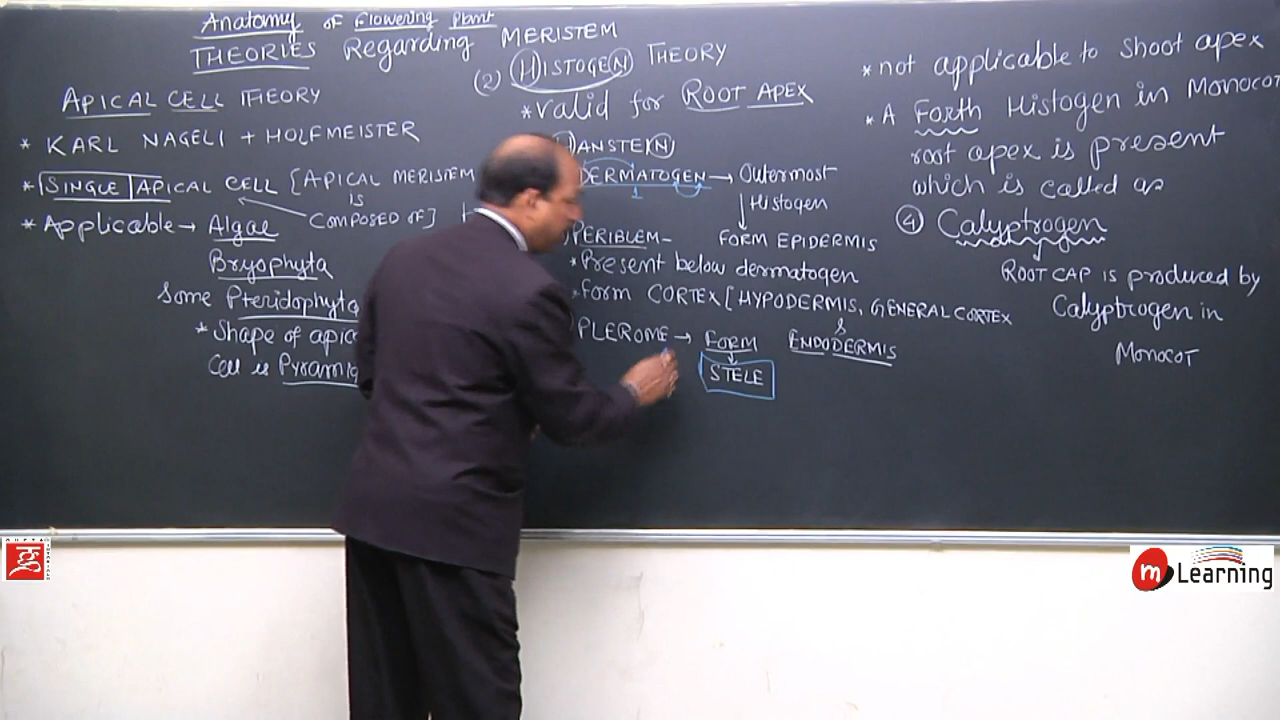 Anatomy of Flowering Plant
THEORIES Regarding MERISTEM
APICAL CELL THEORY
* KARL NAGELI + HOLFMEISTER
* SINGLE APICAL CELL [APICAL MERISTEM
IS
COMPOSED OF]
* Applicable → Algae
Bryophyta
Some Pteridophyta
* Shape of apic
Cell is Pyramid
(2) HISTOGEN THEORY
* valid for ROOT APEX
HANSTEIN
DERMATOGEN → Outermost
1
Histogen
FORM EPIDERMIS
) PERIBLEM-
* Present below dermatogen
* form CORTEX [HYPODERMIS, GENERAL CORTEX
&
ENDODERMIS
) PLEROME → FORM
STELE
* not applicable to shoot apex
* A Forth Histogen in Monocot
root apex is present
which is called as
④ Calyptrogen
ROOT CAP is produced by
Calyptrogen in
MONOCOT
GUPTA
m Learning